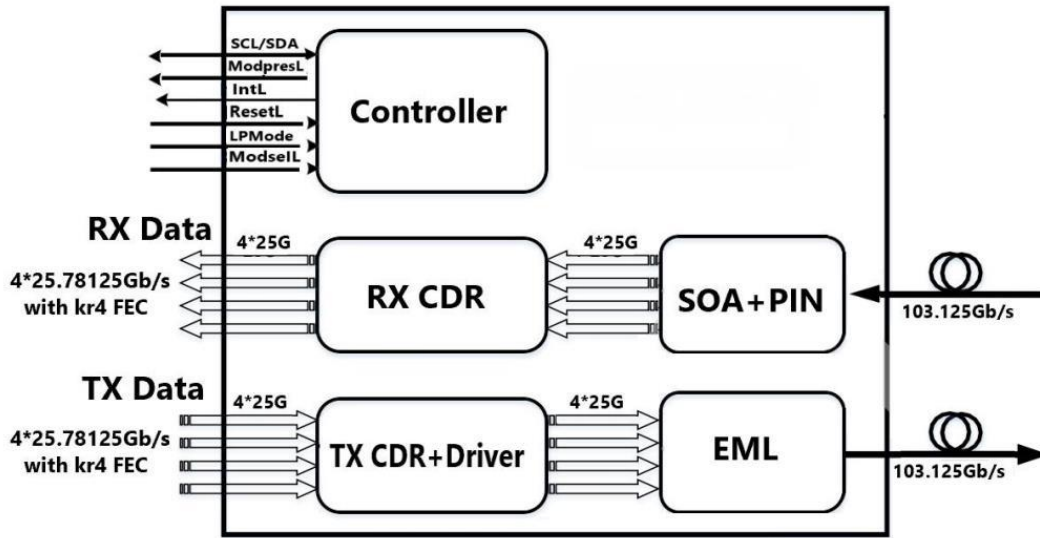 SCL/SDA
ModpresL
IntL
ResetL
LPMode
ModselL
Controller
RX Data
4*25.78125Gb/s
with kr4 FEC
4*25G
RX CDR
4*25G
SOA+PIN
103.125Gb/s
TX Data
4*25.78125Gb/s
with kr4 FEC
4*25G
TX CDR+Driver
4*25G
EML
103.125Gb/s